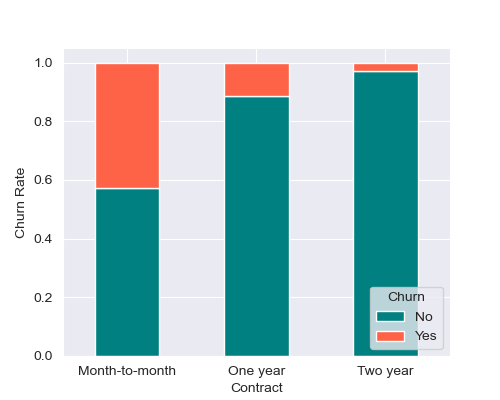 1.0
0.8
0.6
0.4
0.2
0.0
Churn Rate
Month-to-month
One year
Two year
Contract
Churn
No
Yes